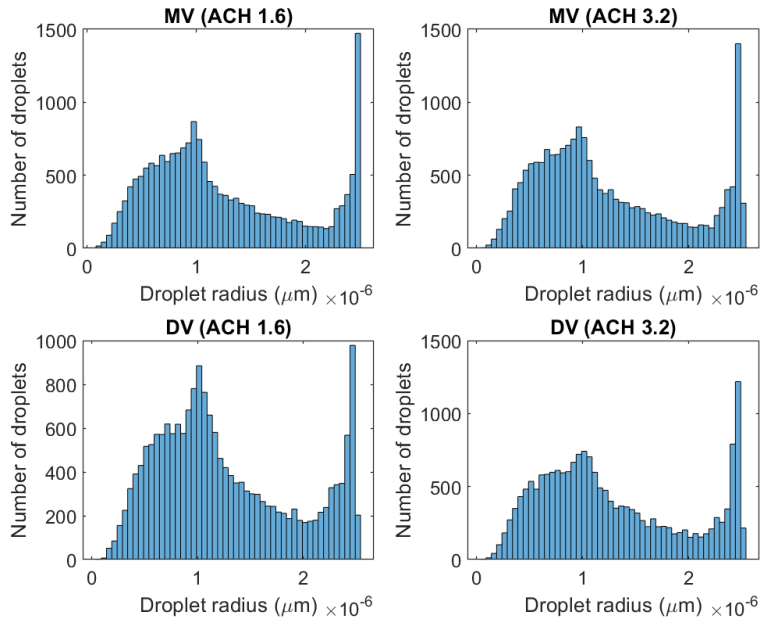 MV (ACH 1.6)
1500
1000
500
0
Number of droplets
0
1
2
Droplet radius (μm)
×10-6
MV (ACH 3.2)
1500
1000
500
0
Number of droplets
0
1
2
Droplet radius (μm)
×10-6
DV (ACH 1.6)
1000
800
600
400
200
0
Number of droplets
0
1
2
Droplet radius (μm)
×10-6
DV (ACH 3.2)
1500
1000
500
0
Number of droplets
0
1
2
Droplet radius (μm)
×10-6